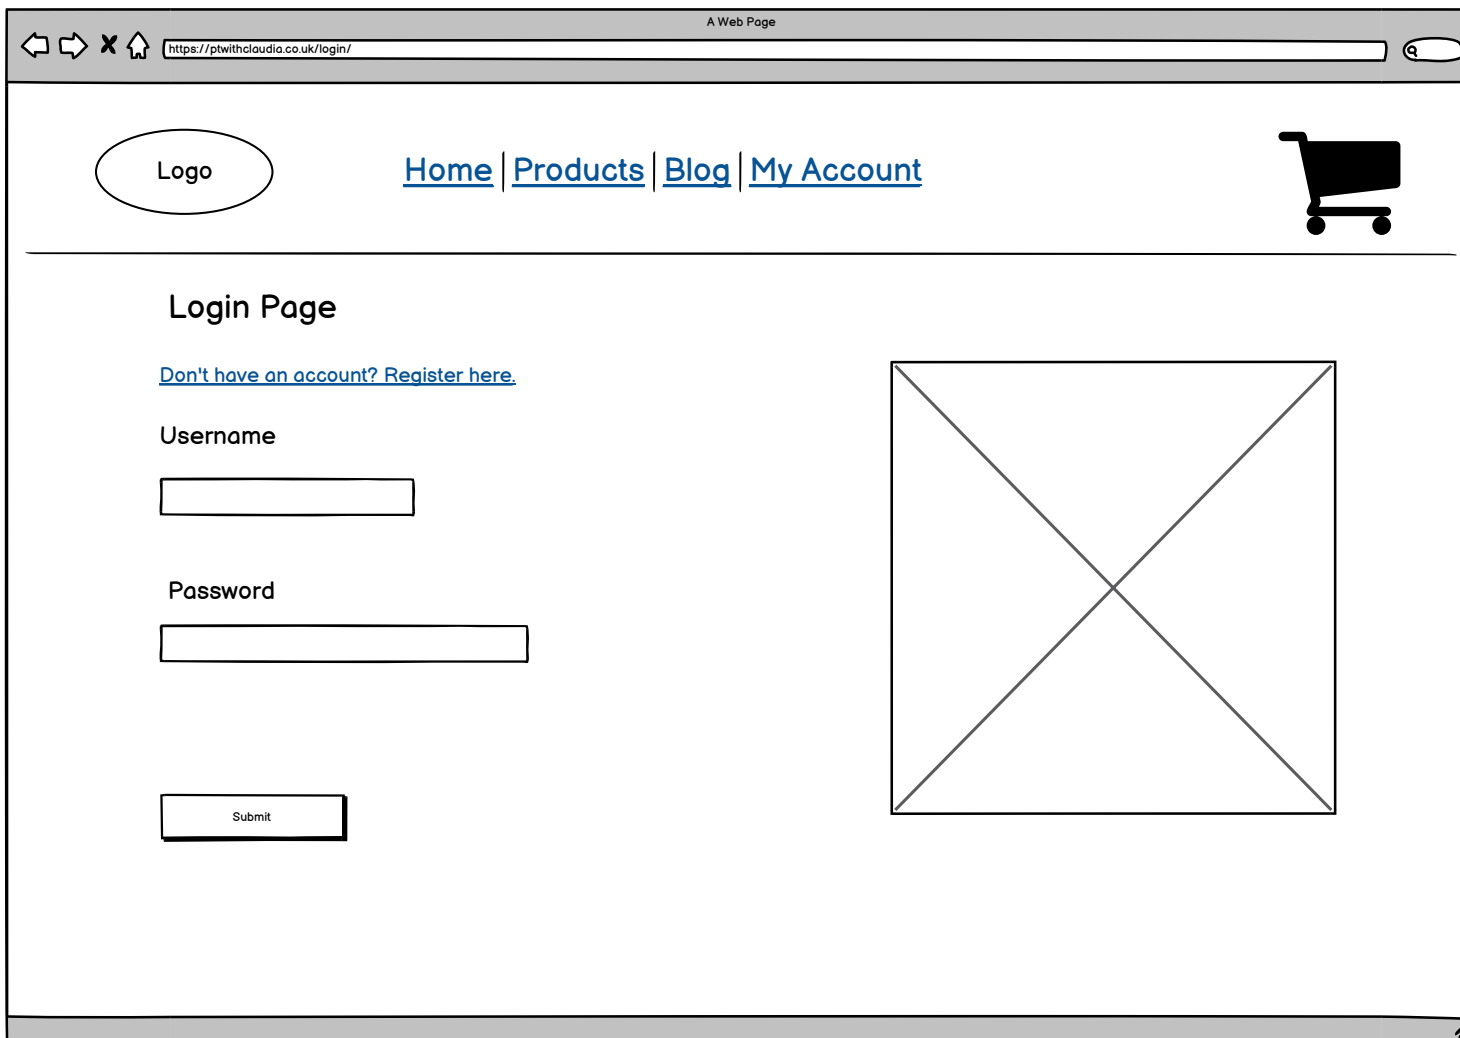 A Web Page
https://ptwithclaudia.co.uk/login/
Logo
Home Products Blog My Account
Login Page
Don't have an account? Register here.
Username
Password
Submit